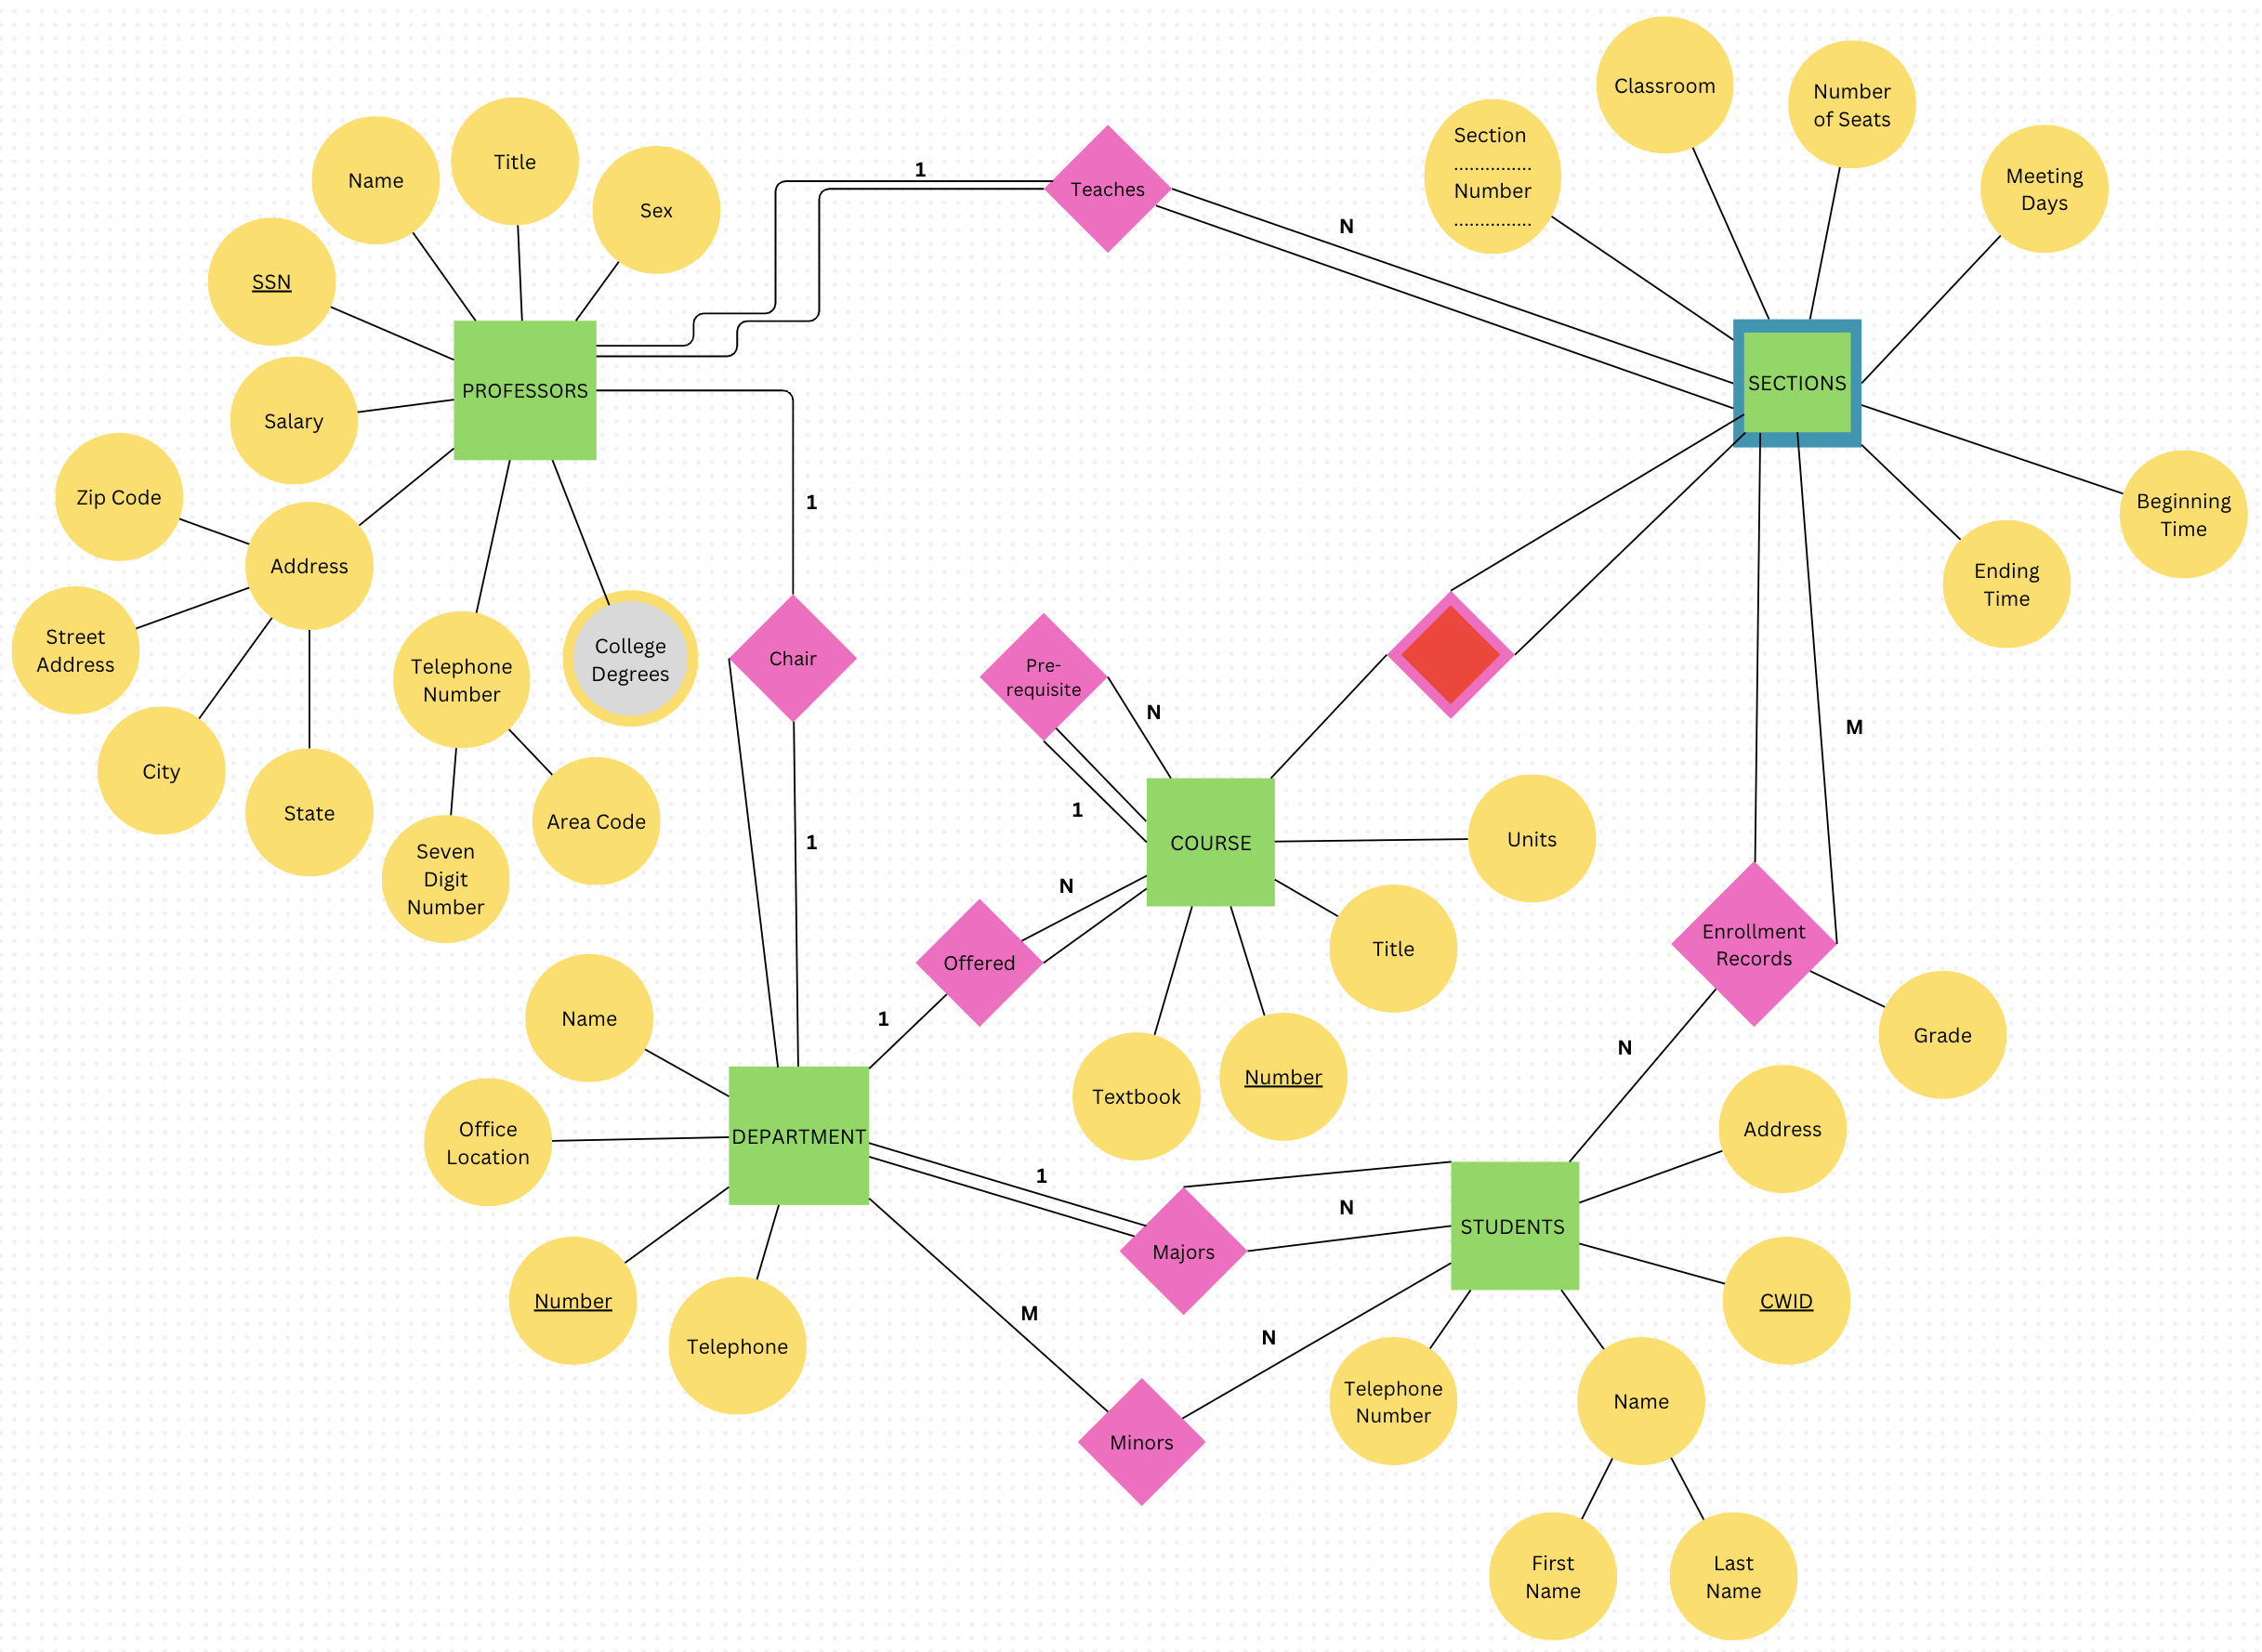 Classroom
Number
of Seats
Section
...............
Number
...............
Title
Name
Sex
1
Teaches
Meeting
Days
N
SSN
PROFESSORS
SECTIONS
Salary
Zip Code
1
Beginning
Time
Address
Ending
Time
Street
Address
Telephone
Number
College
Degrees
Chair
Pre-
requisite
N
M
City
State
Area Code
1
1
Seven
Digit
Number
COURSE
Units
N
Offered
Title
Enrollment
Records
Name
1
Grade
N
Textbook
Number
Office
Location
DEPARTMENT
Address
1
N
Majors
STUDENTS
Number
Telephone
M
N
CWID
Telephone
Number
Name
Minors
First
Name
Last
Name